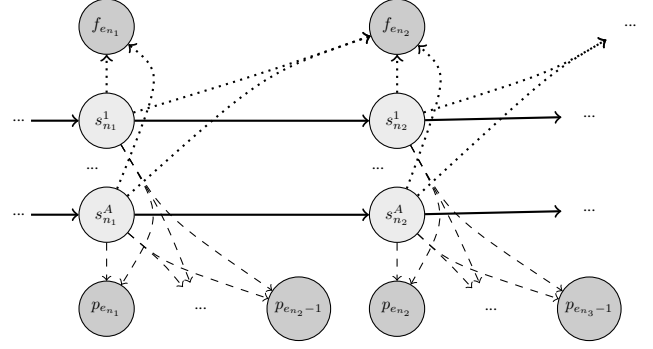 f_{e_{n_1}} f_{e_{n_2}} ...
... s^1_{n_1} s^1_{n_2} ...
... ...
... s^A_{n_1} s^A_{n_2} ...
p_{e_{n_1}} ... p_{e_{n_2}-1} p_{e_{n_2}} ... p_{e_{n_3}-1}